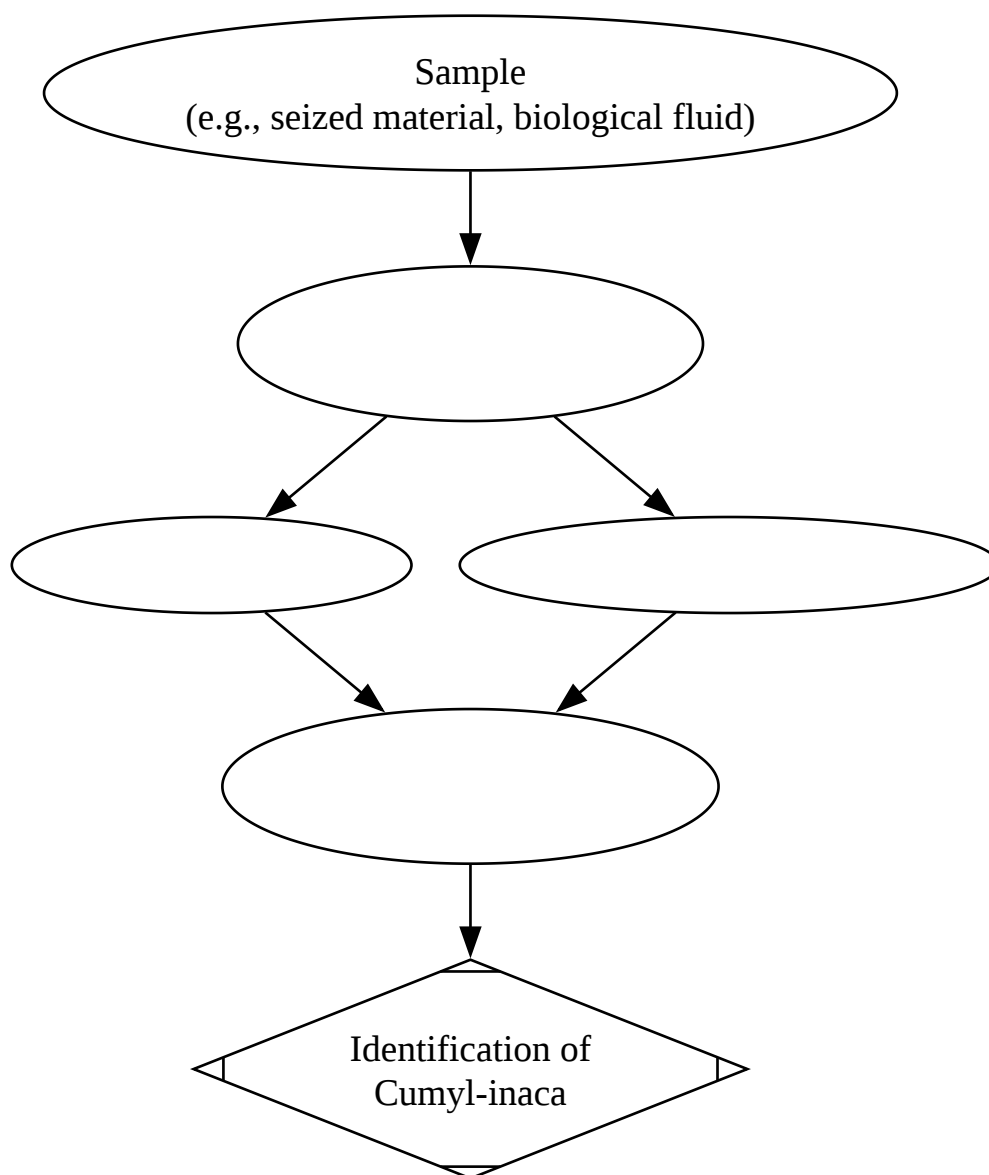 Sample
(e.g., seized material, biological fluid)
Identification of
Cumyl-inaca